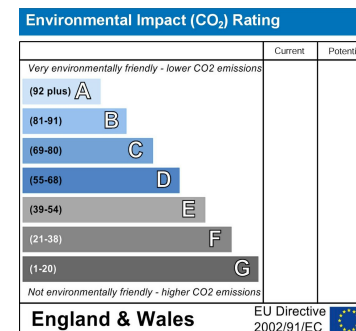 Environmental Impact (CO₂) Rating
Current Potenti
Very environmentally friendly - lower CO2 emissions
(92 plus) A
(81-91) B
(69-80) C
(55-68) D
(39-54) E
(21-38) F
(1-20) G
Not environmentally friendly - higher CO2 emissions
England & Wales
EU Directive
2002/91/EC